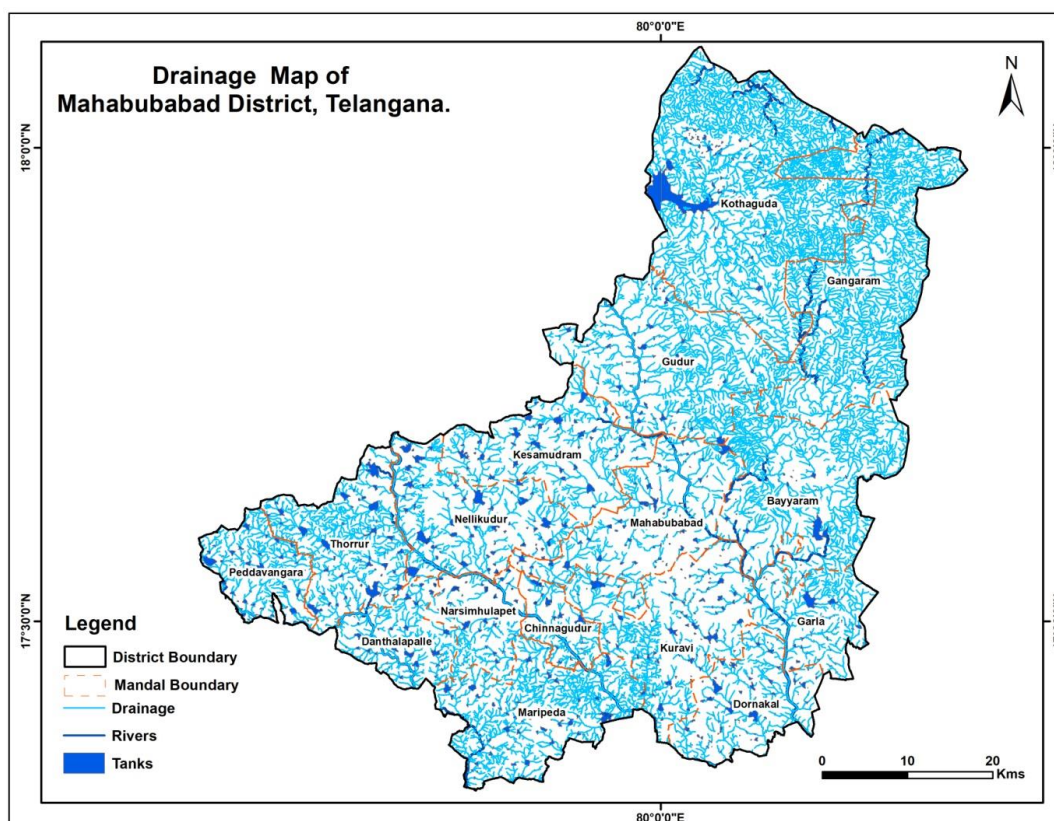 80°0'0"E
Drainage Map of
Mahabubabad District, Telangana.
N
18°0'0"N
Kothaguda
Gangaram
Gudur
Kesamudram
Bayyaram
Nellikudur
Mahabubabad
Thorrur
Peddavangara
Narsimhulapet
Garla
17°30'0"N
Chinnagudur
Danthalapalle
Kuravi
Dornakal
Maripeda
Legend
District Boundary
Mandal Boundary
Drainage
Rivers
Tanks
0 10 20
Kms
80°0'0"E